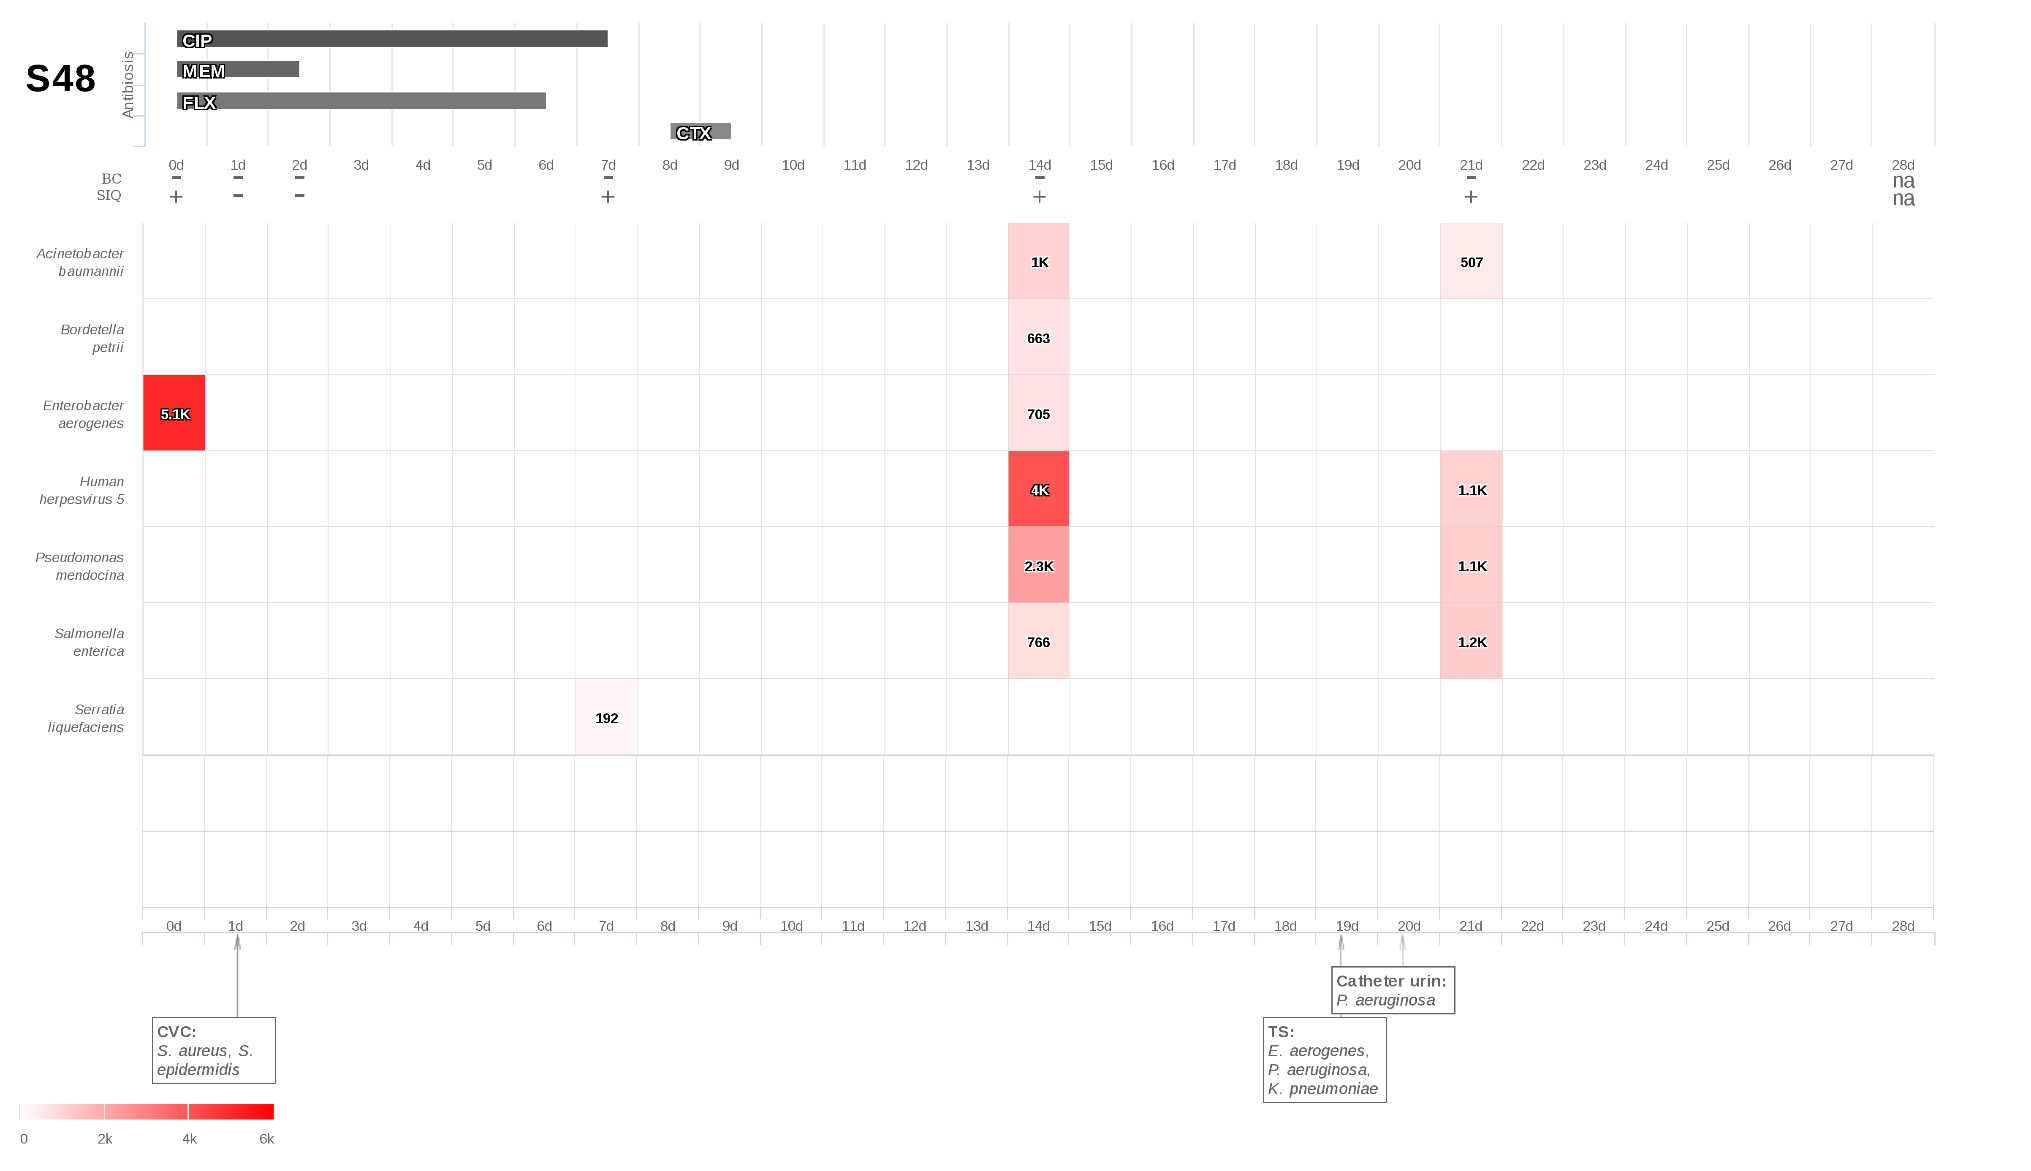 S48
Antibiosis
CIP
MEM
FLX
CTX
0d 1d 2d 3d 4d 5d 6d 7d 8d 9d 10d 11d 12d 13d 14d 15d 16d 17d 18d 19d 20d 21d 22d 23d 24d 25d 26d 27d 28d
BC - - - - - - na
SIQ + - - + + + na
Acinetobacter
baumannii
1K 507
Bordetella
petrii
663
Enterobacter
aerogenes
5.1K 705
Human
herpesvirus 5
4K 1.1K
Pseudomonas
mendocina
2.3K 1.1K
Salmonella
enterica
766 1.2K
Serratia
liquefaciens
192
0d 1d 2d 3d 4d 5d 6d 7d 8d 9d 10d 11d 12d 13d 14d 15d 16d 17d 18d 19d 20d 21d 22d 23d 24d 25d 26d 27d 28d
Catheter urin:
P. aeruginosa
CVC:
S. aureus, S.
epidermidis
TS:
E. aerogenes,
P. aeruginosa,
K. pneumoniae
0 2k 4k 6k